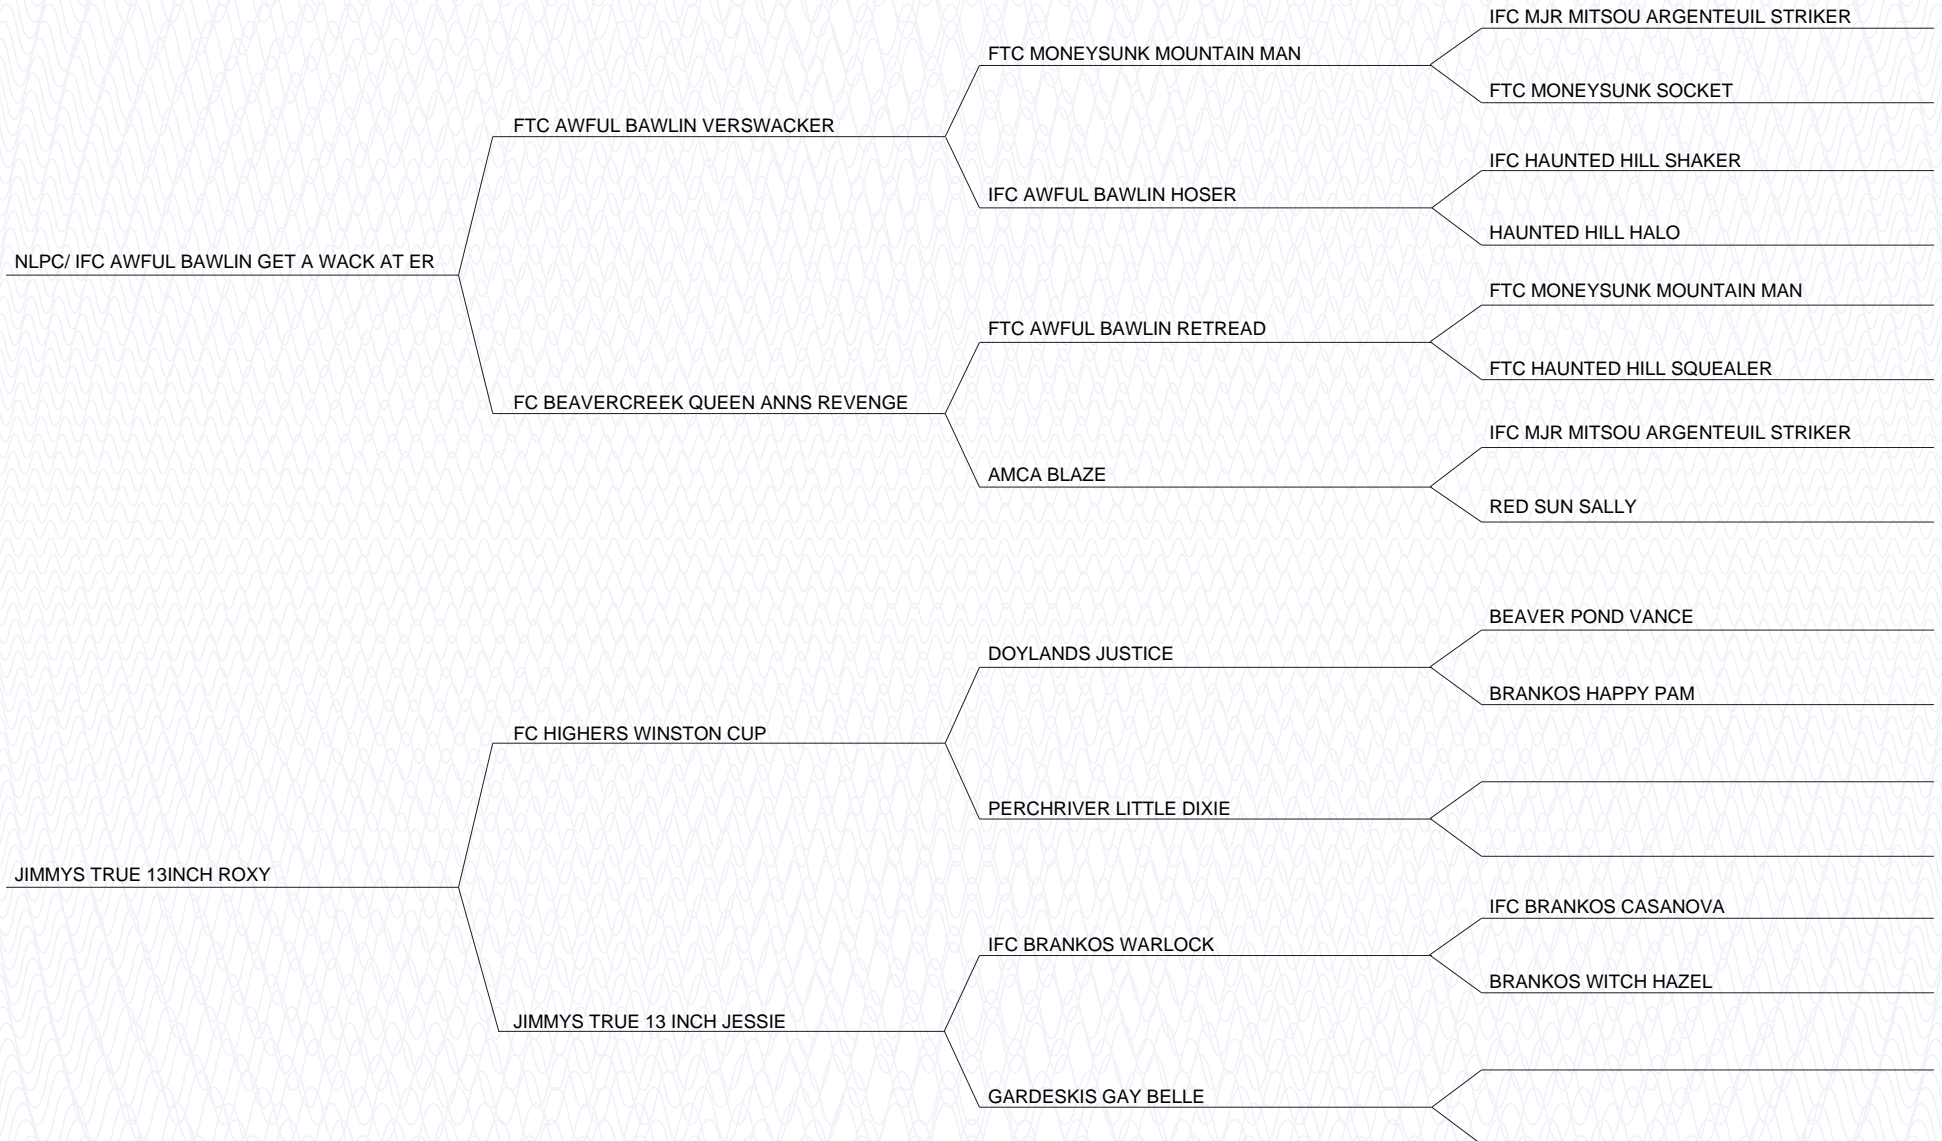 IFC MJR MITSOU ARGENTEUIL STRIKER
FTC MONEYSUNK MOUNTAIN MAN
FTC MONEYSUNK SOCKET
FTC AWFUL BAWLIN VERSWACKER
IFC HAUNTED HILL SHAKER
IFC AWFUL BAWLIN HOSER
HAUNTED HILL HALO
NLPC/ IFC AWFUL BAWLIN GET A WACK AT ER
FTC MONEYSUNK MOUNTAIN MAN
FTC AWFUL BAWLIN RETREAD
FTC HAUNTED HILL SQUEALER
FC BEAVERCREEK QUEEN ANNS REVENGE
IFC MJR MITSOU ARGENTEUIL STRIKER
AMCA BLAZE
RED SUN SALLY
BEAVER POND VANCE
DOYLANDS JUSTICE
BRANKOS HAPPY PAM
FC HIGHERS WINSTON CUP
PERCHRIVER LITTLE DIXIE
JIMMYS TRUE 13INCH ROXY
IFC BRANKOS CASANOVA
IFC BRANKOS WARLOCK
BRANKOS WITCH HAZEL
JIMMYS TRUE 13 INCH JESSIE
GARDESKIS GAY BELLE